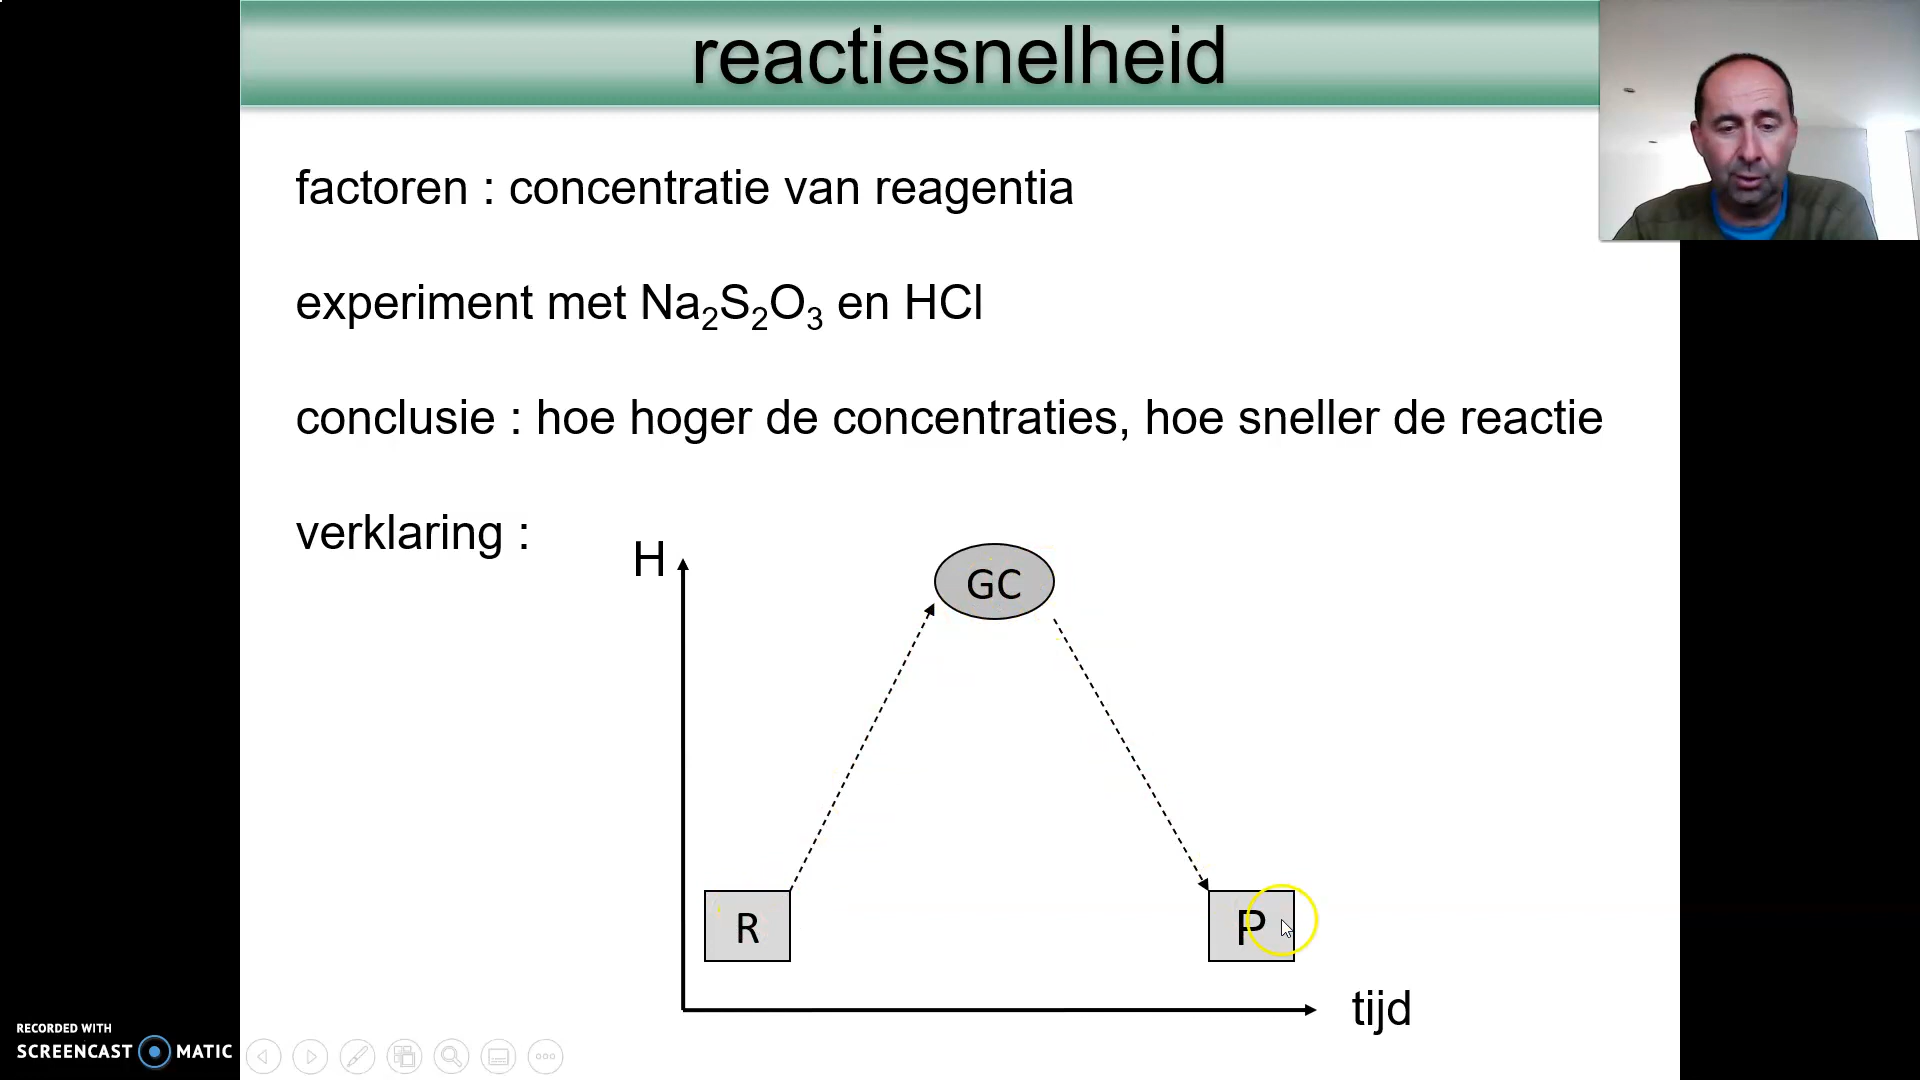 reactiesnelheid
factoren : concentratie van reagentia
experiment met Na₂S₂O₃ en HCl
conclusie : hoe hoger de concentraties, hoe sneller de reactie
verklaring :
H
GC
R
P
tijd
RECORDED WITH
SCREENCAST MATIC